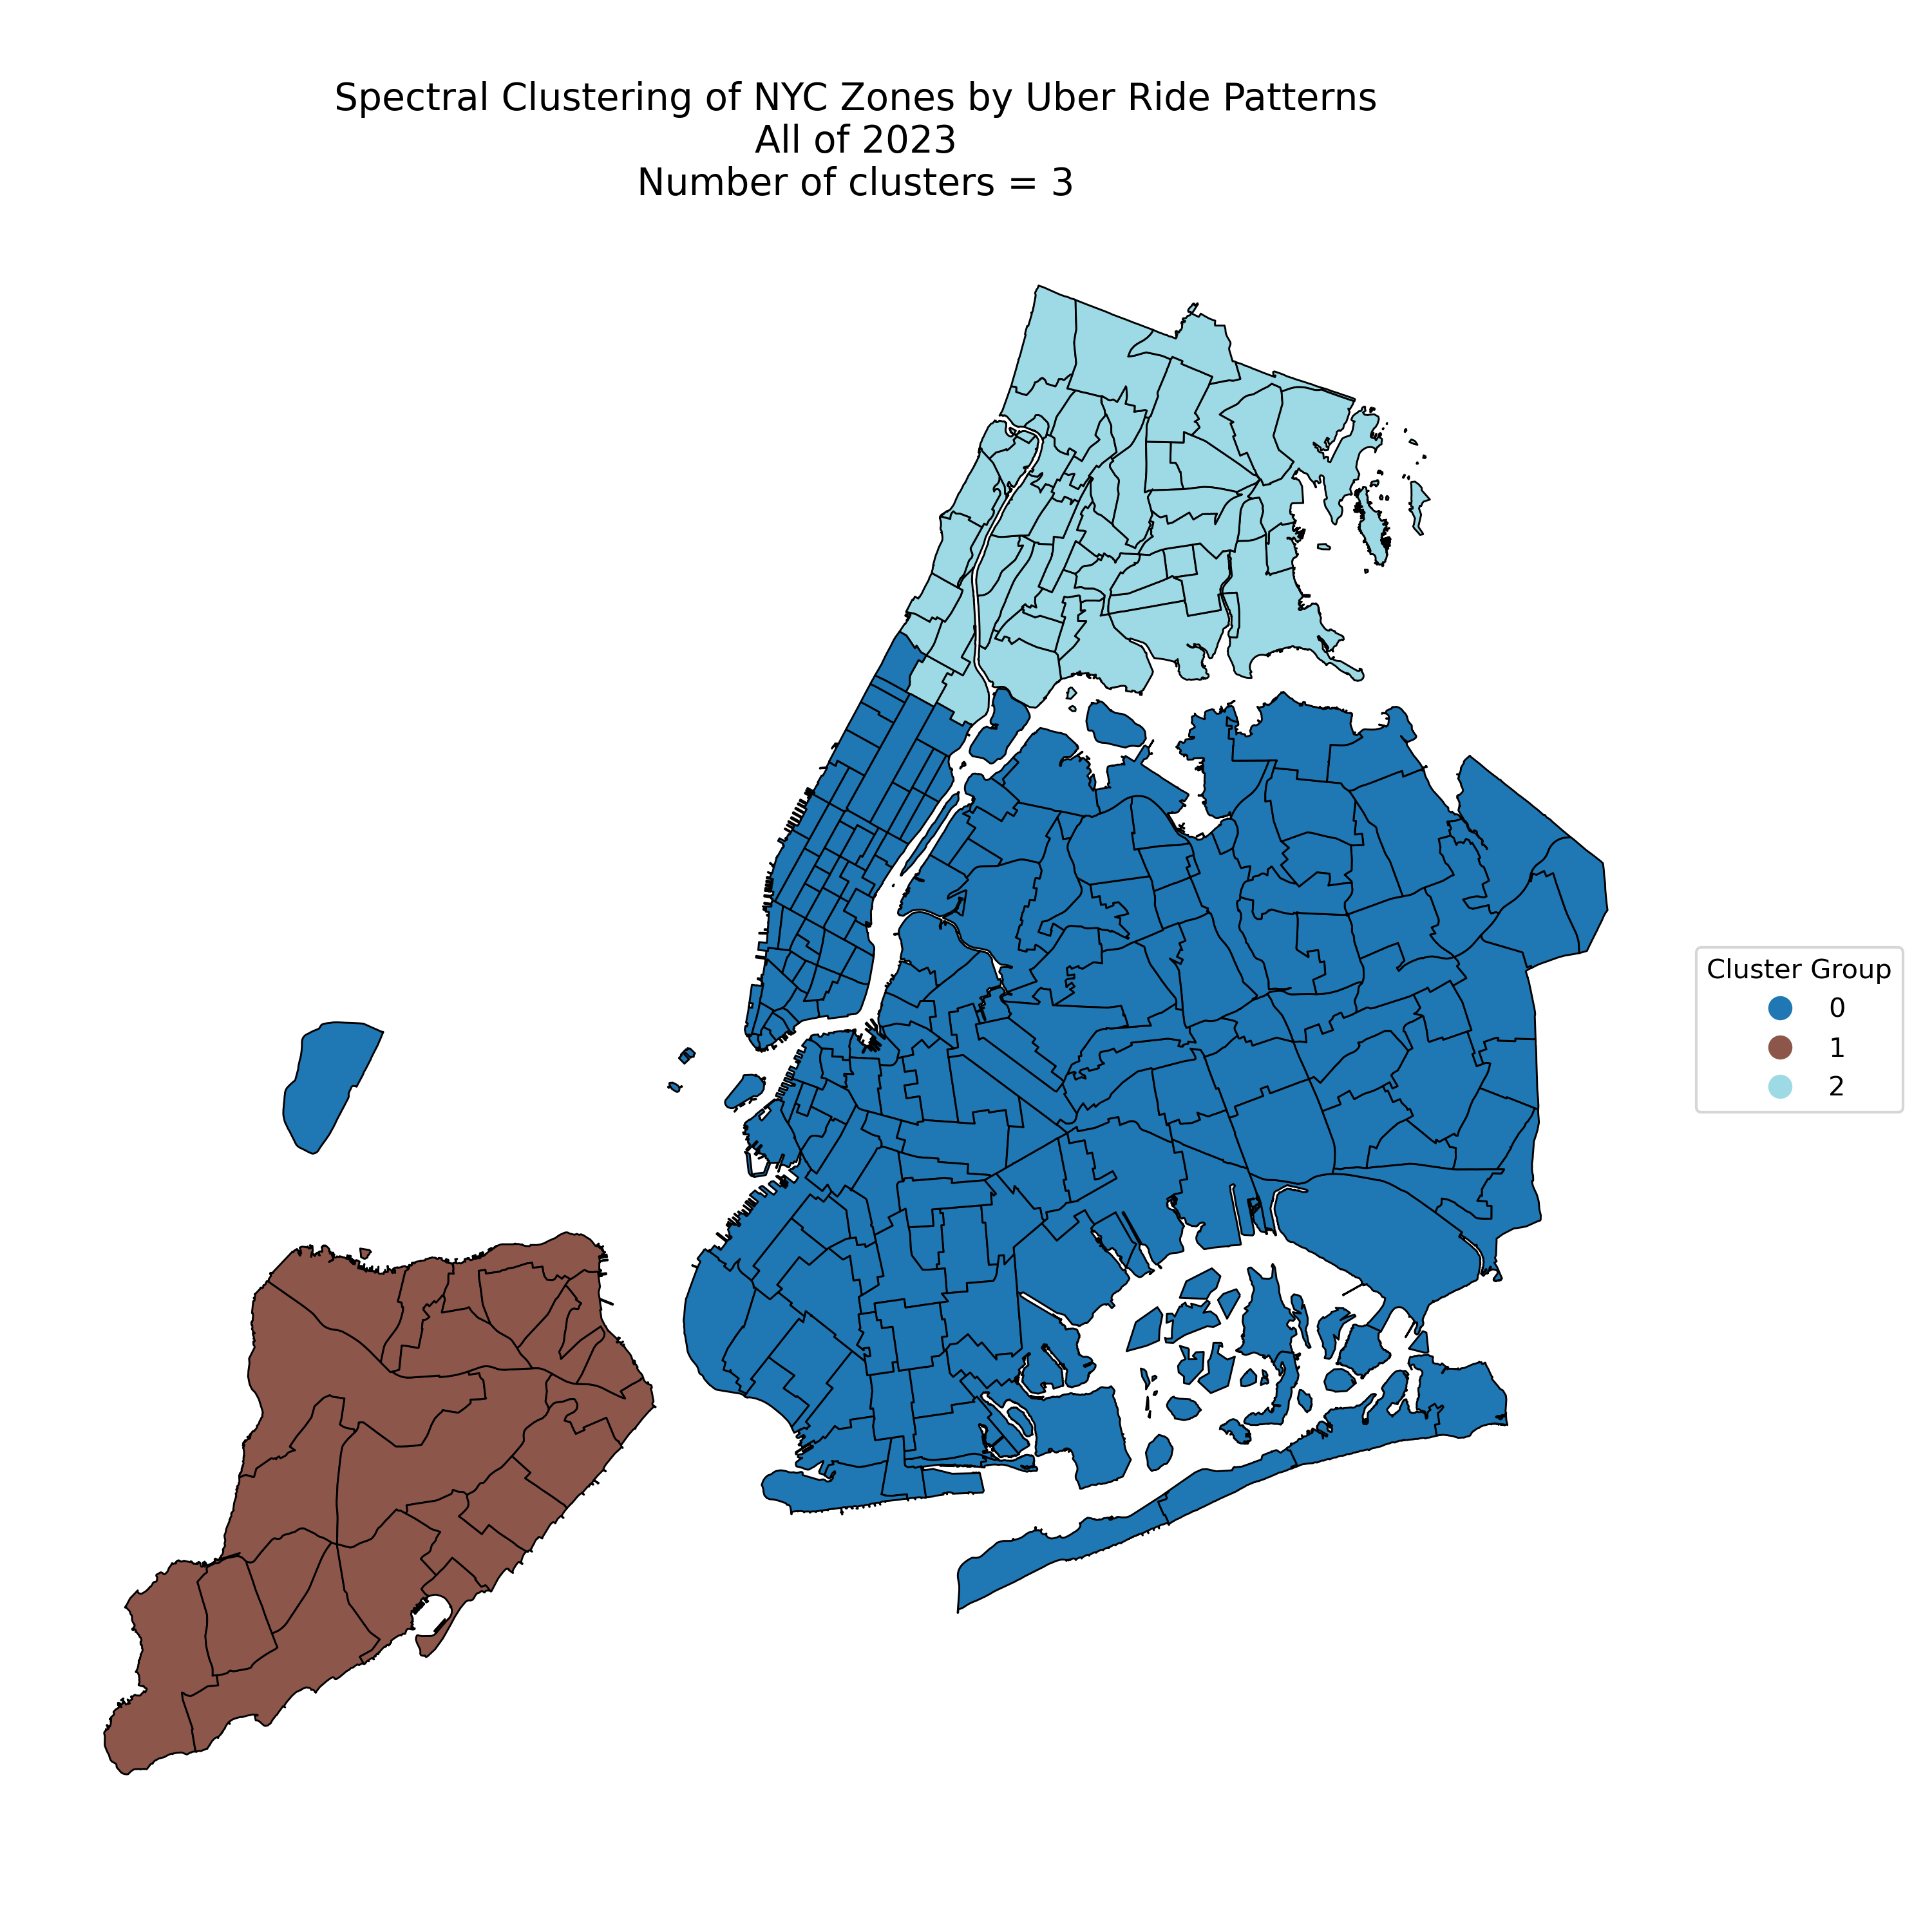 Spectral Clustering of NYC Zones by Uber Ride Patterns
All of 2023
Number of clusters = 3
Cluster Group
0
1
2